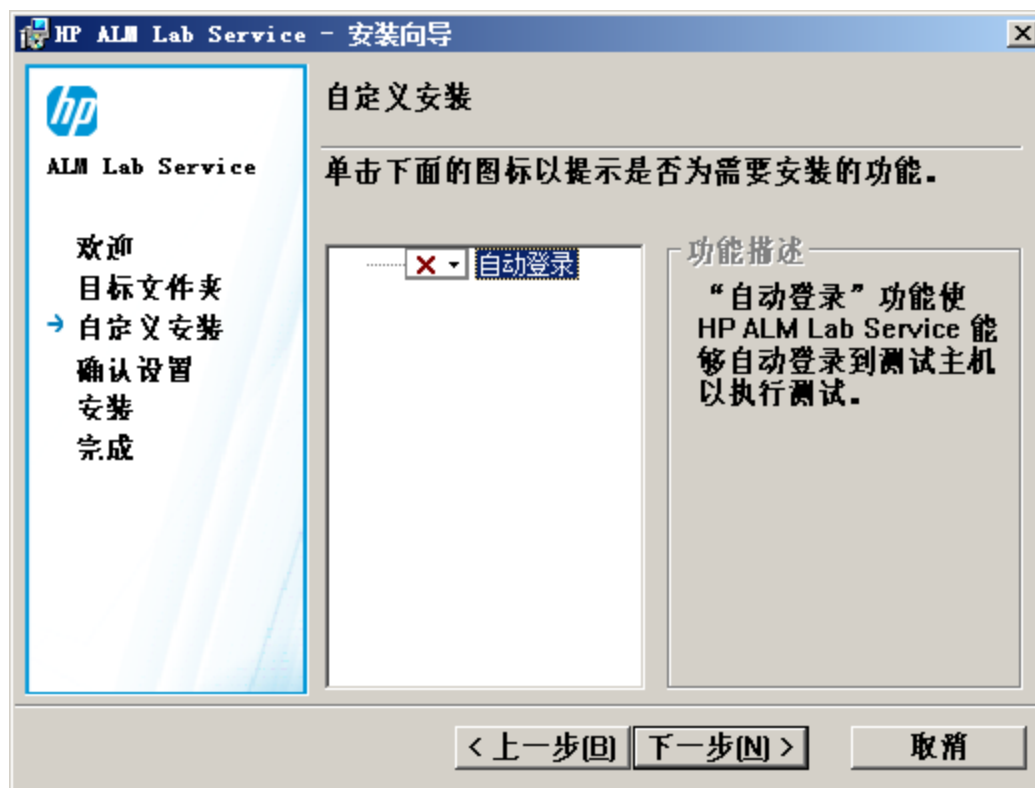 HP ALM Lab Service - 安装向导
hp
ALM Lab Service
欢迎
目标文件夹
自定义安装
确认设置
安装
完成
自定义安装
单击下面的图标以提示是否为需要安装的功能。
自动登录
功能描述
“自动登录”功能使
HP ALM Lab Service 能
够自动登录到测试主机
以执行测试。
< 上一步(B)
下一步(N) >
取消